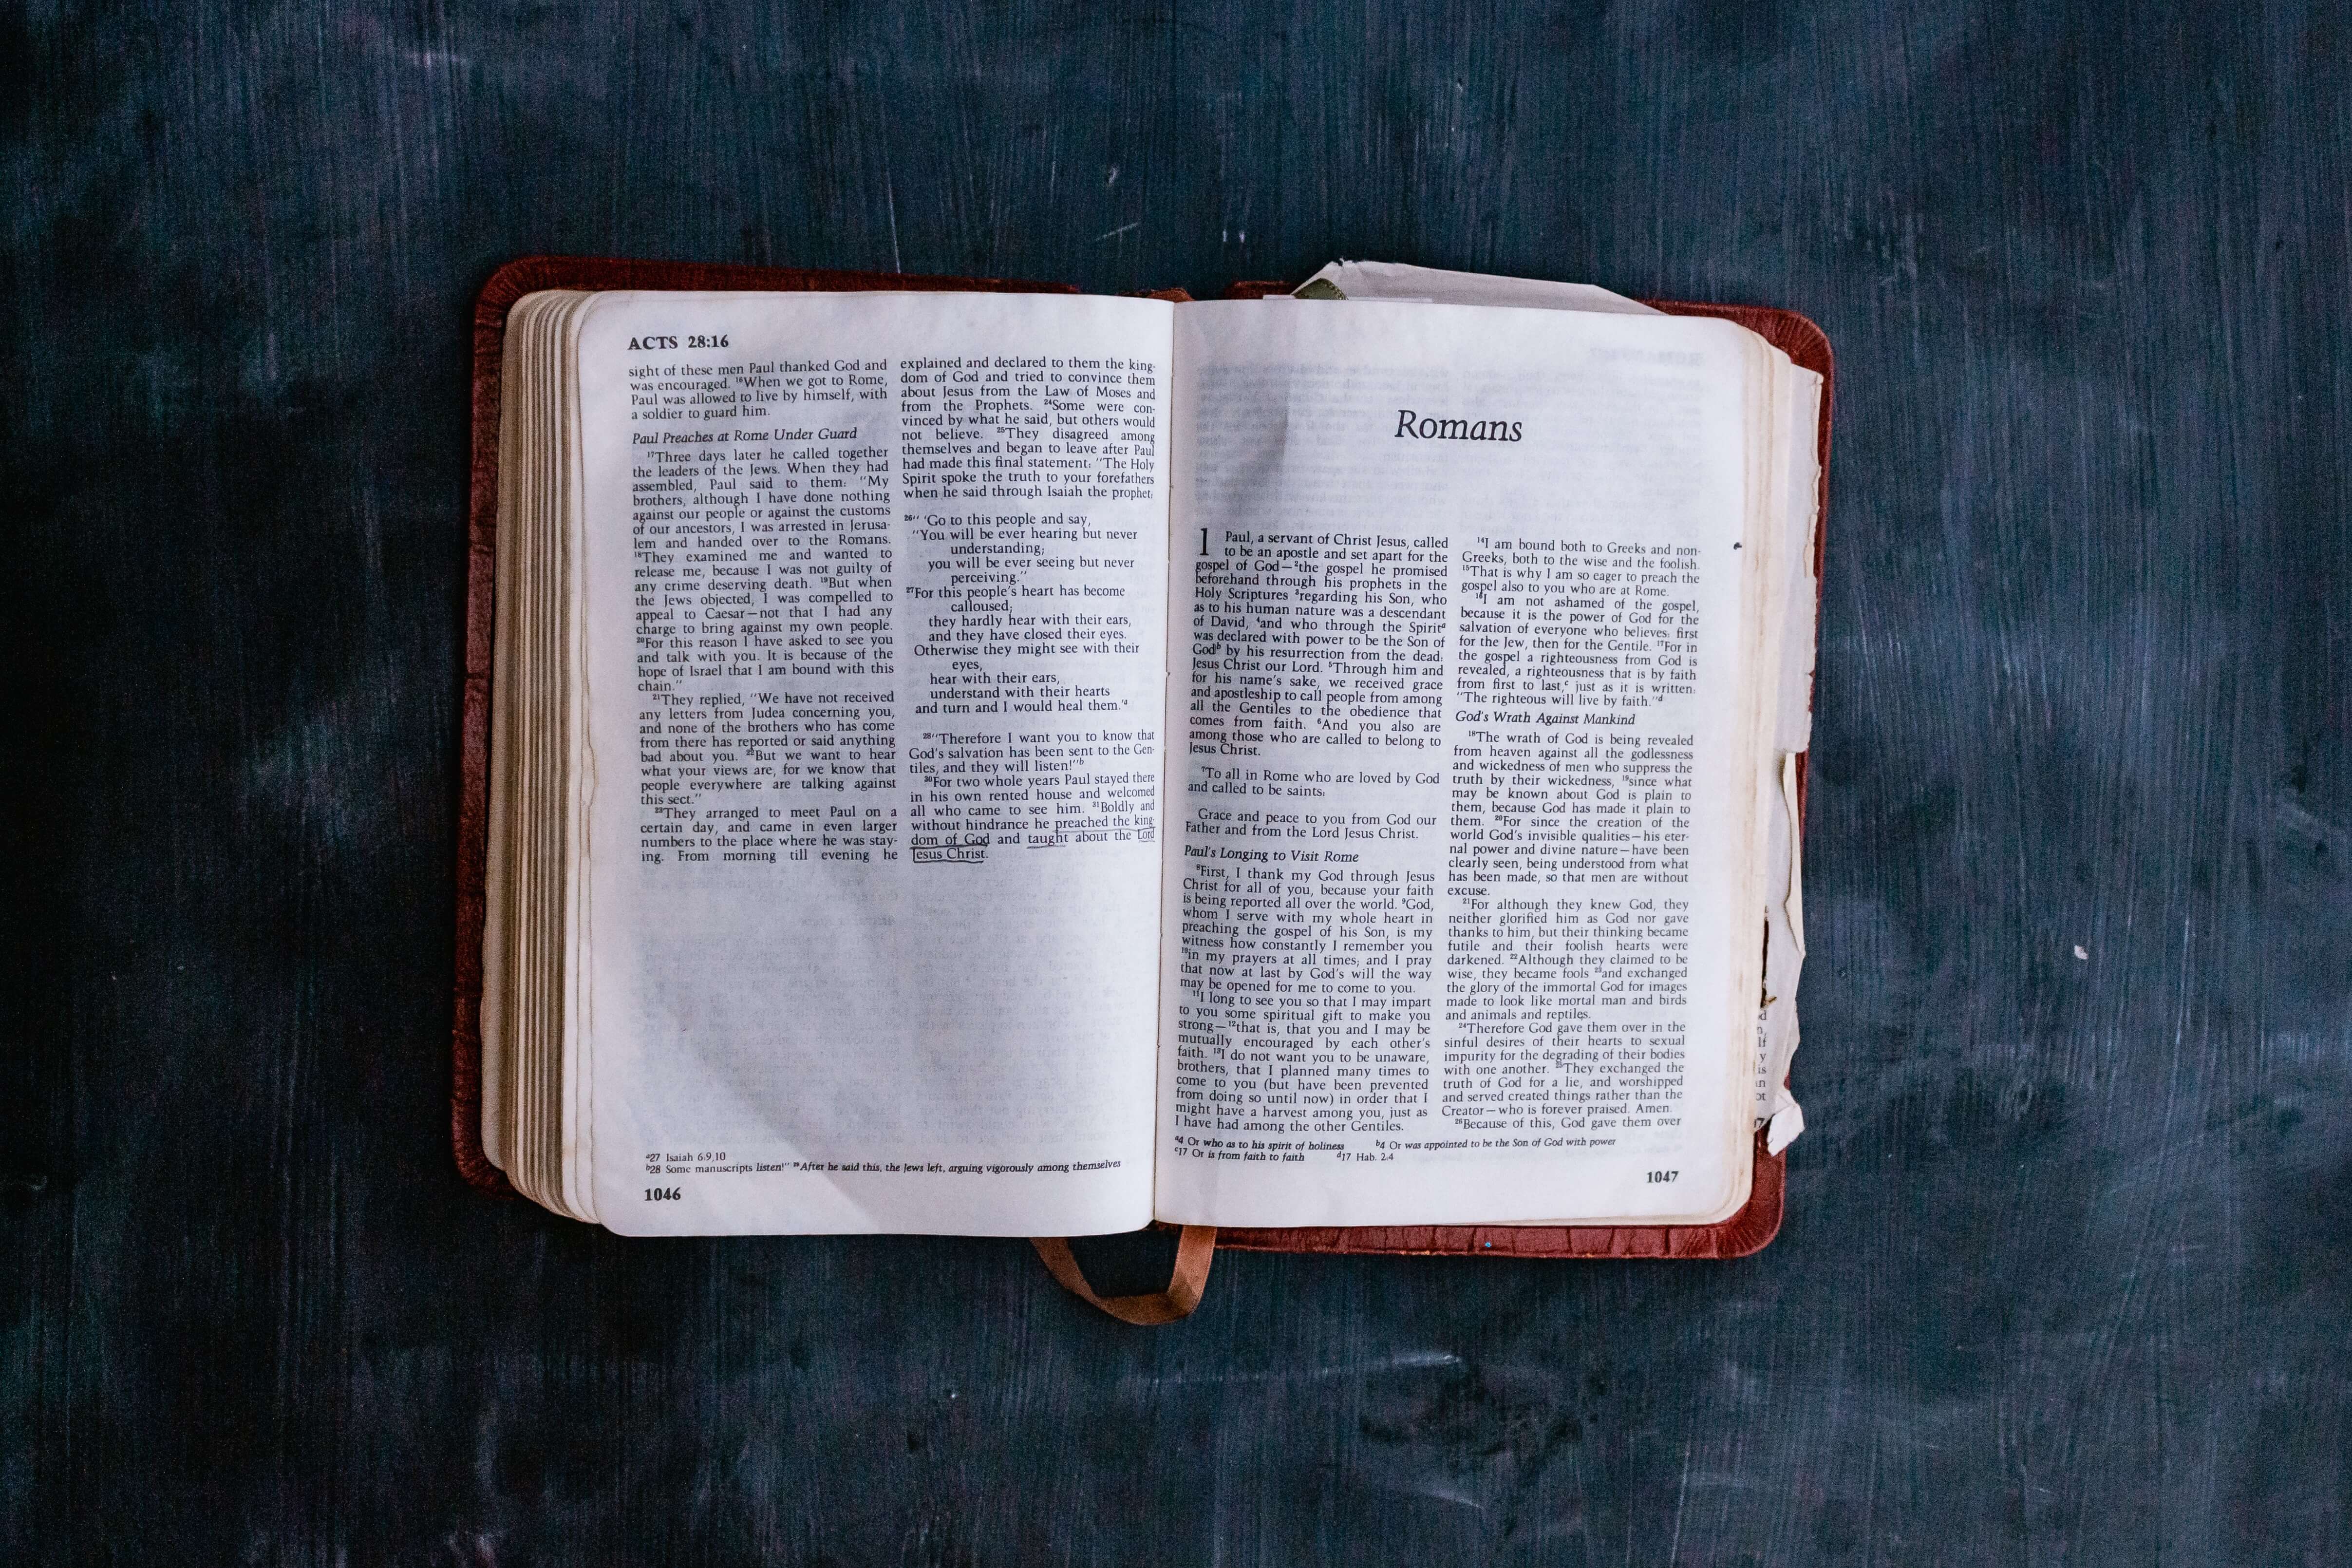 ACTS 28:16
sight of these men Paul thanked God and
was encouraged. 16When we got to Rome,
Paul was allowed to live by himself, with
a soldier to guard him.
Paul Preaches at Rome Under Guard
17Three days later he called together
the leaders of the Jews. When they had
assembled, Paul said to them: "My
brothers, although I have done nothing
against our people or against the customs
of our ancestors, I was arrested in Jerusa-
lem and handed over to the Romans.
18They examined me and wanted to
release me, because I was not guilty of
any crime deserving death. 19But when
the Jews objected, I was compelled to
appeal to Caesar—not that I had any
charge to bring against my own people.
20For this reason I have asked to see you
and talk with you. It is because of the
hope of Israel that I am bound with this
chain."
21They replied, "We have not received
any letters from Judea concerning you,
and none of the brothers who has come
from there has reported or said anything
bad about you. 22But we want to hear
what your views are, for we know that
people everywhere are talking against
this sect."
23They arranged to meet Paul on a
certain day, and came in even larger
numbers to the place where he was stay-
ing. From morning till evening he
explained and declared to them the king-
dom of God and tried to convince them
about Jesus from the Law of Moses and
from the Prophets. 24Some were con-
vinced by what he said, but others would
not believe. 25They disagreed among
themselves and began to leave after Paul
had made this final statement: "The Holy
Spirit spoke the truth to your forefathers
when he said through Isaiah the prophet:
26" 'Go to this people and say,
"You will be ever hearing but never
understanding;
you will be ever seeing but never
perceiving."
27For this people's heart has become
calloused;
they hardly hear with their ears,
and they have closed their eyes.
Otherwise they might see with their
eyes,
hear with their ears,
understand with their hearts
and turn and I would heal them.'a
28"Therefore I want you to know that
God's salvation has been sent to the Gen-
tiles, and they will listen!"b
30For two whole years Paul stayed there
in his own rented house and welcomed
all who came to see him. 31Boldly and
without hindrance he preached the king-
dom of God and taught about the Lord
Jesus Christ.
a27 Isaiah 6:9,10
b28 Some manuscripts listen!" 29After he said this, the Jews left, arguing vigorously among themselves
1046
Romans
1 Paul, a servant of Christ Jesus, called
to be an apostle and set apart for the
gospel of God—2the gospel he promised
beforehand through his prophets in the
Holy Scriptures 3regarding his Son, who
as to his human nature was a descendant
of David, 4and who through the Spirita
was declared with power to be the Son of
Godb by his resurrection from the dead:
Jesus Christ our Lord. 5Through him and
for his name's sake, we received grace
and apostleship to call people from among
all the Gentiles to the obedience that
comes from faith. 6And you also are
among those who are called to belong to
Jesus Christ.
7To all in Rome who are loved by God
and called to be saints:
Grace and peace to you from God our
Father and from the Lord Jesus Christ.
Paul's Longing to Visit Rome
8First, I thank my God through Jesus
Christ for all of you, because your faith
is being reported all over the world. 9God,
whom I serve with my whole heart in
preaching the gospel of his Son, is my
witness how constantly I remember you
10in my prayers at all times; and I pray
that now at last by God's will the way
may be opened for me to come to you.
11I long to see you so that I may impart
to you some spiritual gift to make you
strong—12that is, that you and I may be
mutually encouraged by each other's
faith. 13I do not want you to be unaware,
brothers, that I planned many times to
come to you (but have been prevented
from doing so until now) in order that I
might have a harvest among you, just as
I have had among the other Gentiles.
14I am bound both to Greeks and non-
Greeks, both to the wise and the foolish.
15That is why I am so eager to preach the
gospel also to you who are at Rome.
16I am not ashamed of the gospel,
because it is the power of God for the
salvation of everyone who believes: first
for the Jew, then for the Gentile. 17For in
the gospel a righteousness from God is
revealed, a righteousness that is by faith
from first to last,c just as it is written:
"The righteous will live by faith."d
God's Wrath Against Mankind
18The wrath of God is being revealed
from heaven against all the godlessness
and wickedness of men who suppress the
truth by their wickedness, 19since what
may be known about God is plain to
them, because God has made it plain to
them. 20For since the creation of the
world God's invisible qualities—his eter-
nal power and divine nature—have been
clearly seen, being understood from what
has been made, so that men are without
excuse.
21For although they knew God, they
neither glorified him as God nor gave
thanks to him, but their thinking became
futile and their foolish hearts were
darkened. 22Although they claimed to be
wise, they became fools 23and exchanged
the glory of the immortal God for images
made to look like mortal man and birds
and animals and reptiles.
24Therefore God gave them over in the
sinful desires of their hearts to sexual
impurity for the degrading of their bodies
with one another. 25They exchanged the
truth of God for a lie, and worshipped
and served created things rather than the
Creator—who is forever praised. Amen.
26Because of this, God gave them over
a4 Or who as to his spirit of holiness b4 Or was appointed to be the Son of God with power
c17 Or is from faith to faith d17 Hab. 2:4
1047